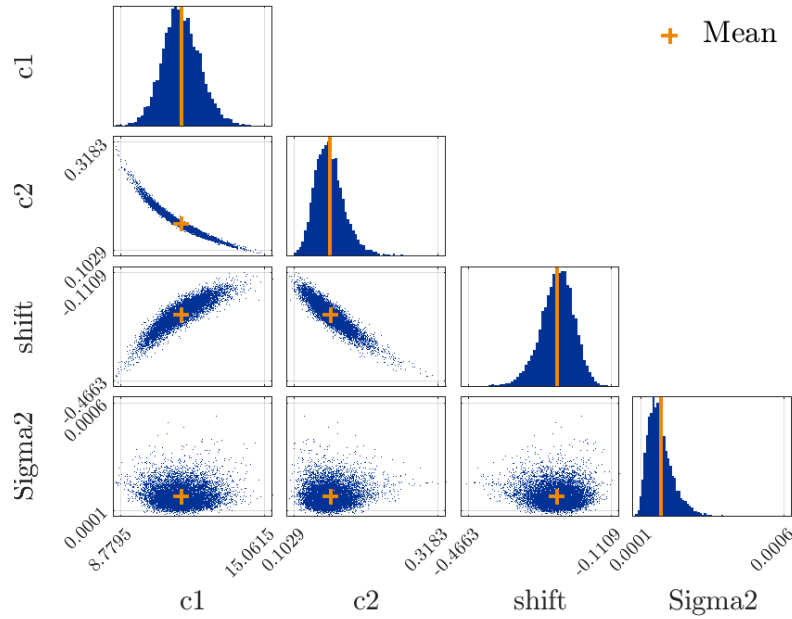 Mean
c1
0.3183
c2
0.1029
-0.1109
shift
-0.4663
0.0006
Sigma2
0.0001
8.7795
15.0615
0.1029
0.3183
-0.4663
-0.1109
0.0001
0.0006
c1
c2
shift
Sigma2